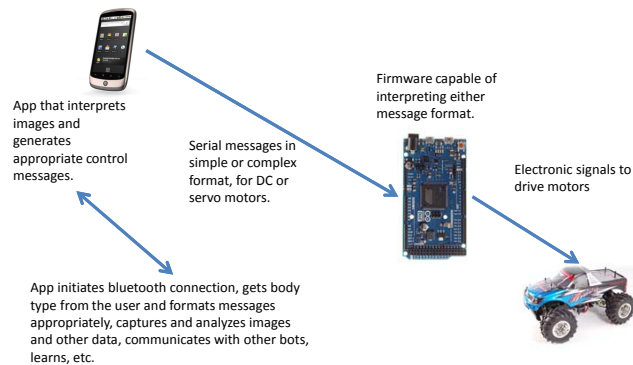 App that interprets
images and
generates
appropriate control
messages.
Serial messages in
simple or complex
format, for DC or
servo motors.
Firmware capable of
interpreting either
message format.
Electronic signals to
drive motors
App initiates bluetooth connection, gets body
type from the user and formats messages
appropriately, captures and analyzes images
and other data, communicates with other bots,
learns, etc.